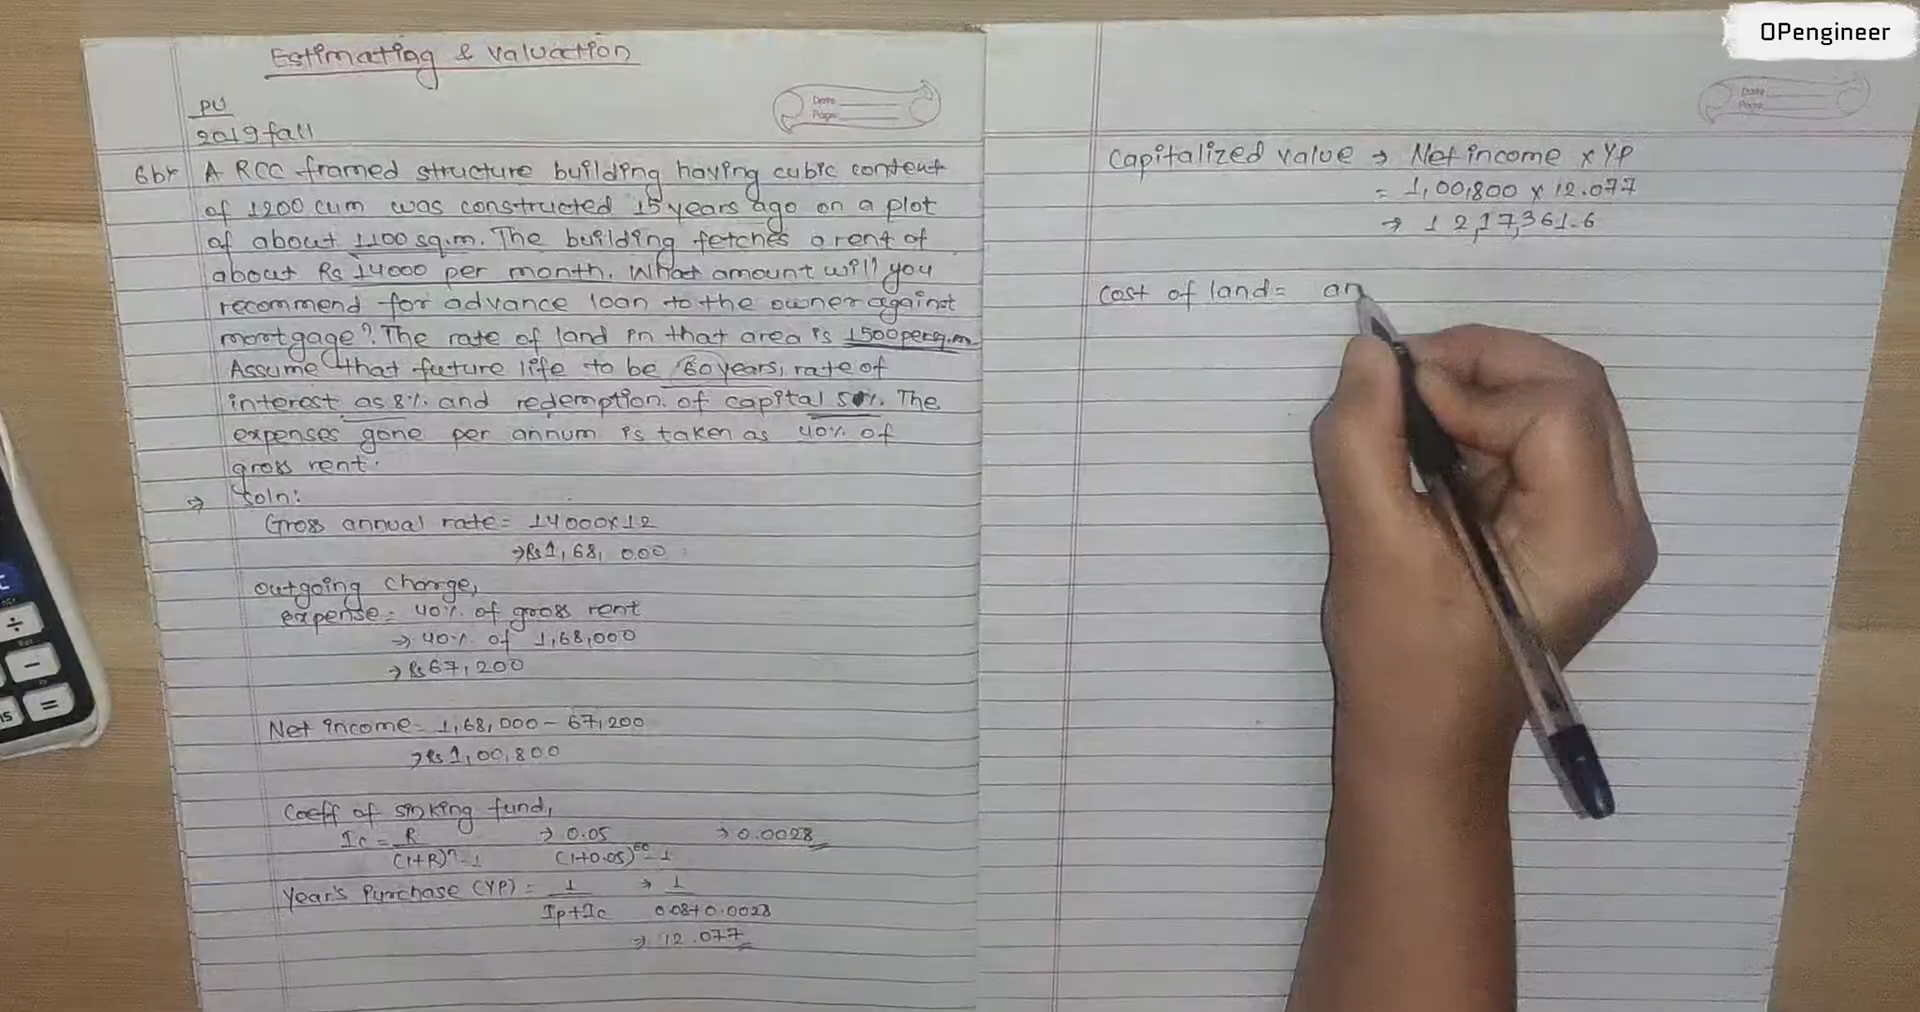 OPengineer
Estimating & Valuation
Date
Page
PU
2019 fall
6b) A RCC framed structure building having cubic content
of 1200 cum was constructed 15 years ago on a plot
of about 1100 sq.m. The building fetches a rent of
about Rs 14000 per month. What amount will you
recommend for advance loan to the owner against
mortgage? The rate of land in that area is 1500 per sq.m
Assume that future life to be 60 years, rate of
interest as 8% and redemption of capital 5%. The
expenses gone per annum is taken as 40% of
gross rent.
→ soln:
Gross annual rate = 14000×12
→ Rs 1,68,000
outgoing charge,
expense = 40% of gross rent
→ 40% of 1,68,000
→ Rs 67,200
Net income = 1,68,000 - 67,200
→ Rs 1,00,800
Coeff of sinking fund,
Ic = R → 0.05 → 0.0028
(1+R)ⁿ-1 (1+0.05)⁶⁰-1
Year's Purchase (YP) = 1 → 1
Ip+Ic 0.08+0.0028
→ 12.077
Date
Page
Capitalized value → Net income × YP
= 1,00,800 × 12.077
→ 12,17,361.6
Cost of land = an
÷
−
=